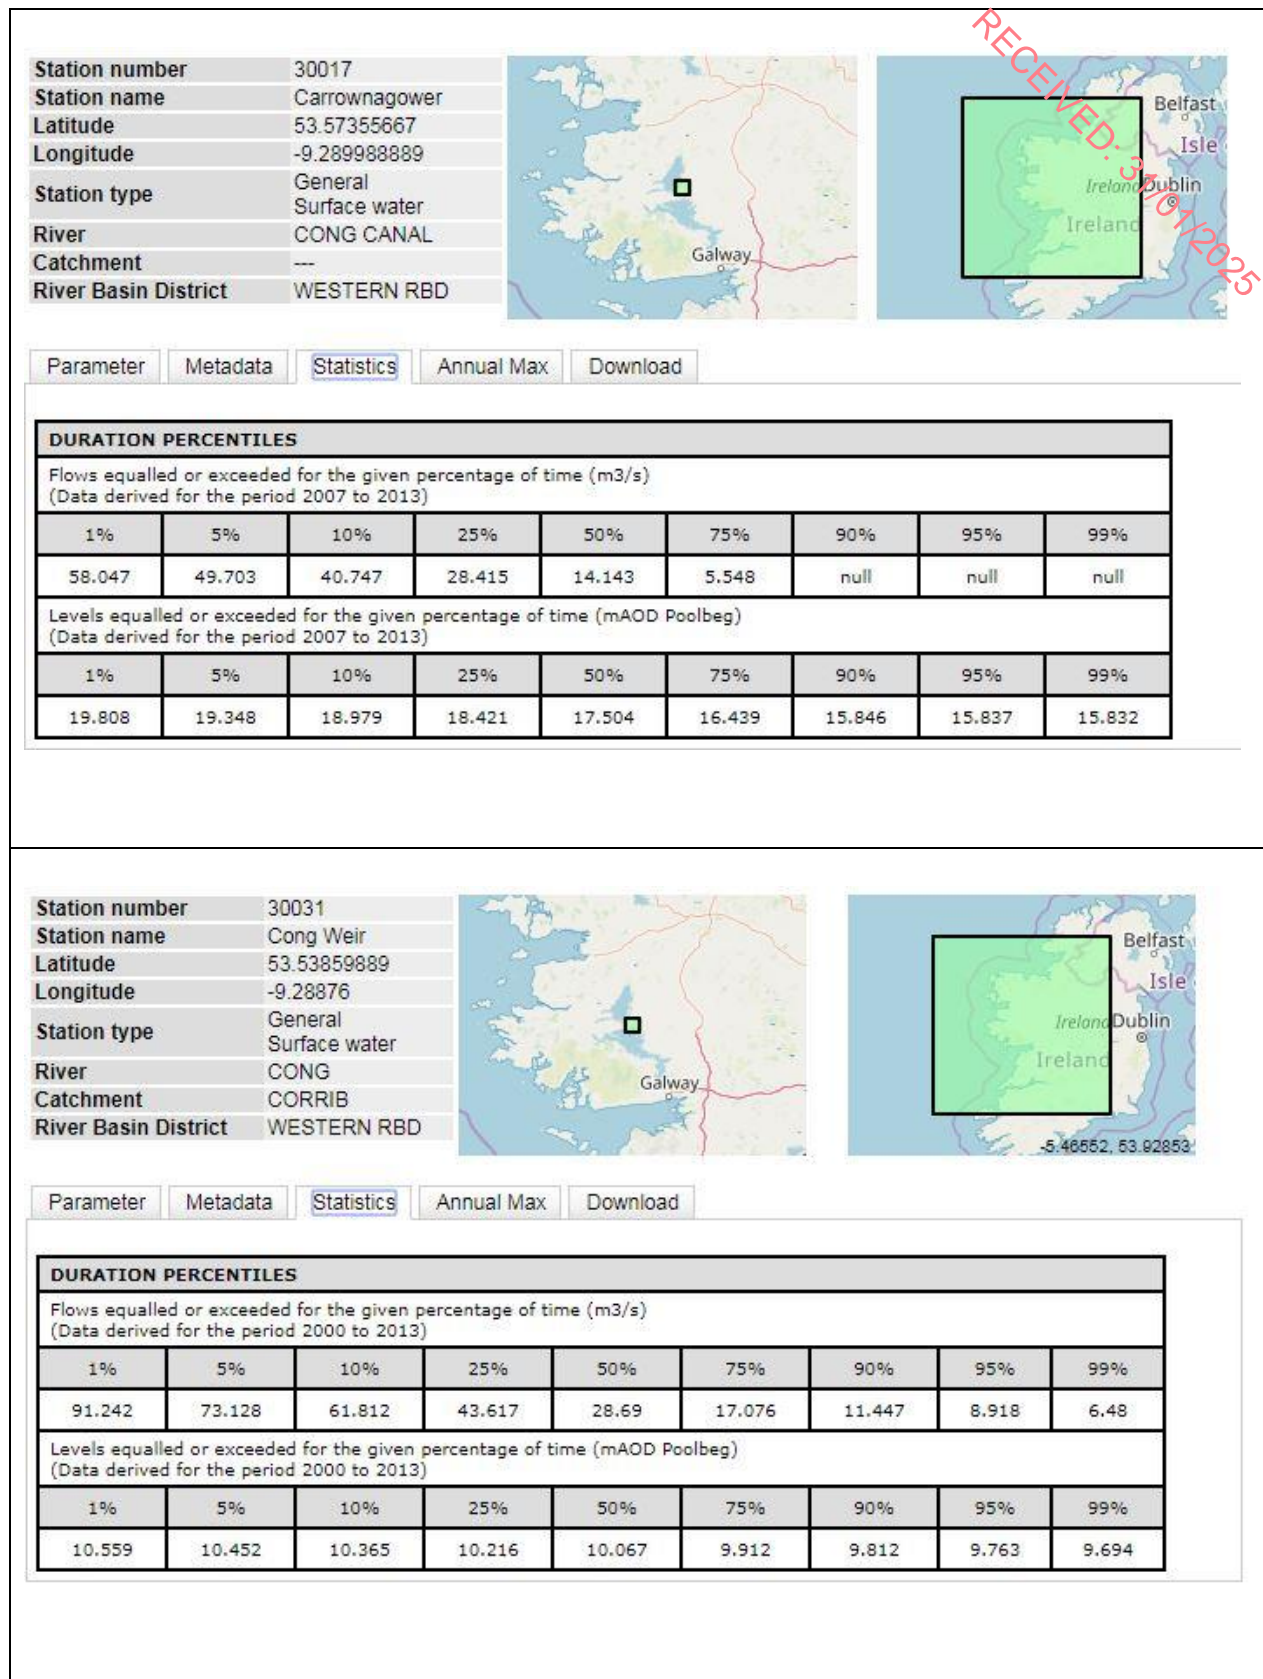 RECEIVED: 31/01/2025
Station number 30017
Station name Carrownagower
Latitude 53.57355667
Longitude -9.289988889
Station type General
Surface water
River CONG CANAL
Catchment ---
River Basin District WESTERN RBD
Galway
Belfast
Isle
Ireland Dublin
Ireland
Parameter Metadata Statistics Annual Max Download
DURATION PERCENTILES
Flows equalled or exceeded for the given percentage of time (m3/s)
(Data derived for the period 2007 to 2013)
1% 5% 10% 25% 50% 75% 90% 95% 99%
58.047 49.703 40.747 28.415 14.143 5.548 null null null
Levels equalled or exceeded for the given percentage of time (mAOD Poolbeg)
(Data derived for the period 2007 to 2013)
1% 5% 10% 25% 50% 75% 90% 95% 99%
19.808 19.348 18.979 18.421 17.504 16.439 15.846 15.837 15.832
Station number 30031
Station name Cong Weir
Latitude 53.53859889
Longitude -9.28876
Station type General
Surface water
River CONG
Catchment CORRIB
River Basin District WESTERN RBD
Galway
Belfast
Isle
Ireland Dublin
Ireland
-5.46552, 53.92853
Parameter Metadata Statistics Annual Max Download
DURATION PERCENTILES
Flows equalled or exceeded for the given percentage of time (m3/s)
(Data derived for the period 2000 to 2013)
1% 5% 10% 25% 50% 75% 90% 95% 99%
91.242 73.128 61.812 43.617 28.69 17.076 11.447 8.918 6.48
Levels equalled or exceeded for the given percentage of time (mAOD Poolbeg)
(Data derived for the period 2000 to 2013)
1% 5% 10% 25% 50% 75% 90% 95% 99%
10.559 10.452 10.365 10.216 10.067 9.912 9.812 9.763 9.694